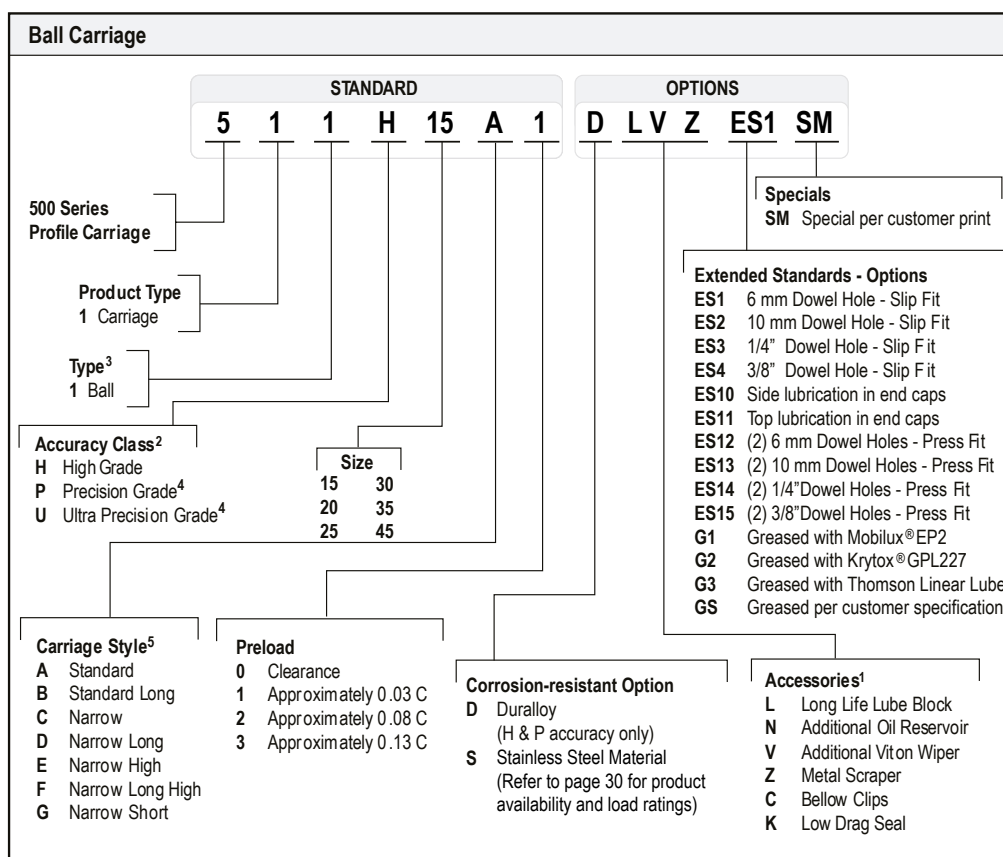 Ball Carriage
STANDARD
OPTIONS
5 1 1 H 15 A 1 D L V Z ES1 SM
500 Series
Profile Carriage
Product Type
1 Carriage
Type3
1 Ball
Accuracy Class2
H High Grade
P Precision Grade4
U Ultra Precision Grade4
Size
15 30
20 35
25 45
Specials
SM Special per customer print
Extended Standards - Options
ES1 6 mm Dowel Hole - Slip Fit
ES2 10 mm Dowel Hole - Slip Fit
ES3 1/4” Dowel Hole - Slip Fit
ES4 3/8” Dowel Hole - Slip Fit
ES10 Side lubrication in end caps
ES11 Top lubrication in end caps
ES12 (2) 6 mm Dowel Holes - Press Fit
ES13 (2) 10 mm Dowel Holes - Press Fit
ES14 (2) 1/4”Dowel Holes - Press Fit
ES15 (2) 3/8”Dowel Holes - Press Fit
G1 Greased with Mobilux® EP2
G2 Greased with Krytox® GPL227
G3 Greased with Thomson Linear Lube
GS Greased per customer specification
Carriage Style5
A Standard
B Standard Long
C Narrow
D Narrow Long
E Narrow High
F Narrow Long High
G Narrow Short
Preload
0 Clearance
1 Approximately 0.03 C
2 Approximately 0.08 C
3 Approximately 0.13 C
Corrosion-resistant Option
D Duralloy
(H & P accuracy only)
S Stainless Steel Material
(Refer to page 30 for product
availability and load ratings)
Accessories1
L Long Life Lube Block
N Additional Oil Reservoir
V Additional Viton Wiper
Z Metal Scraper
C Bellow Clips
K Low Drag Seal